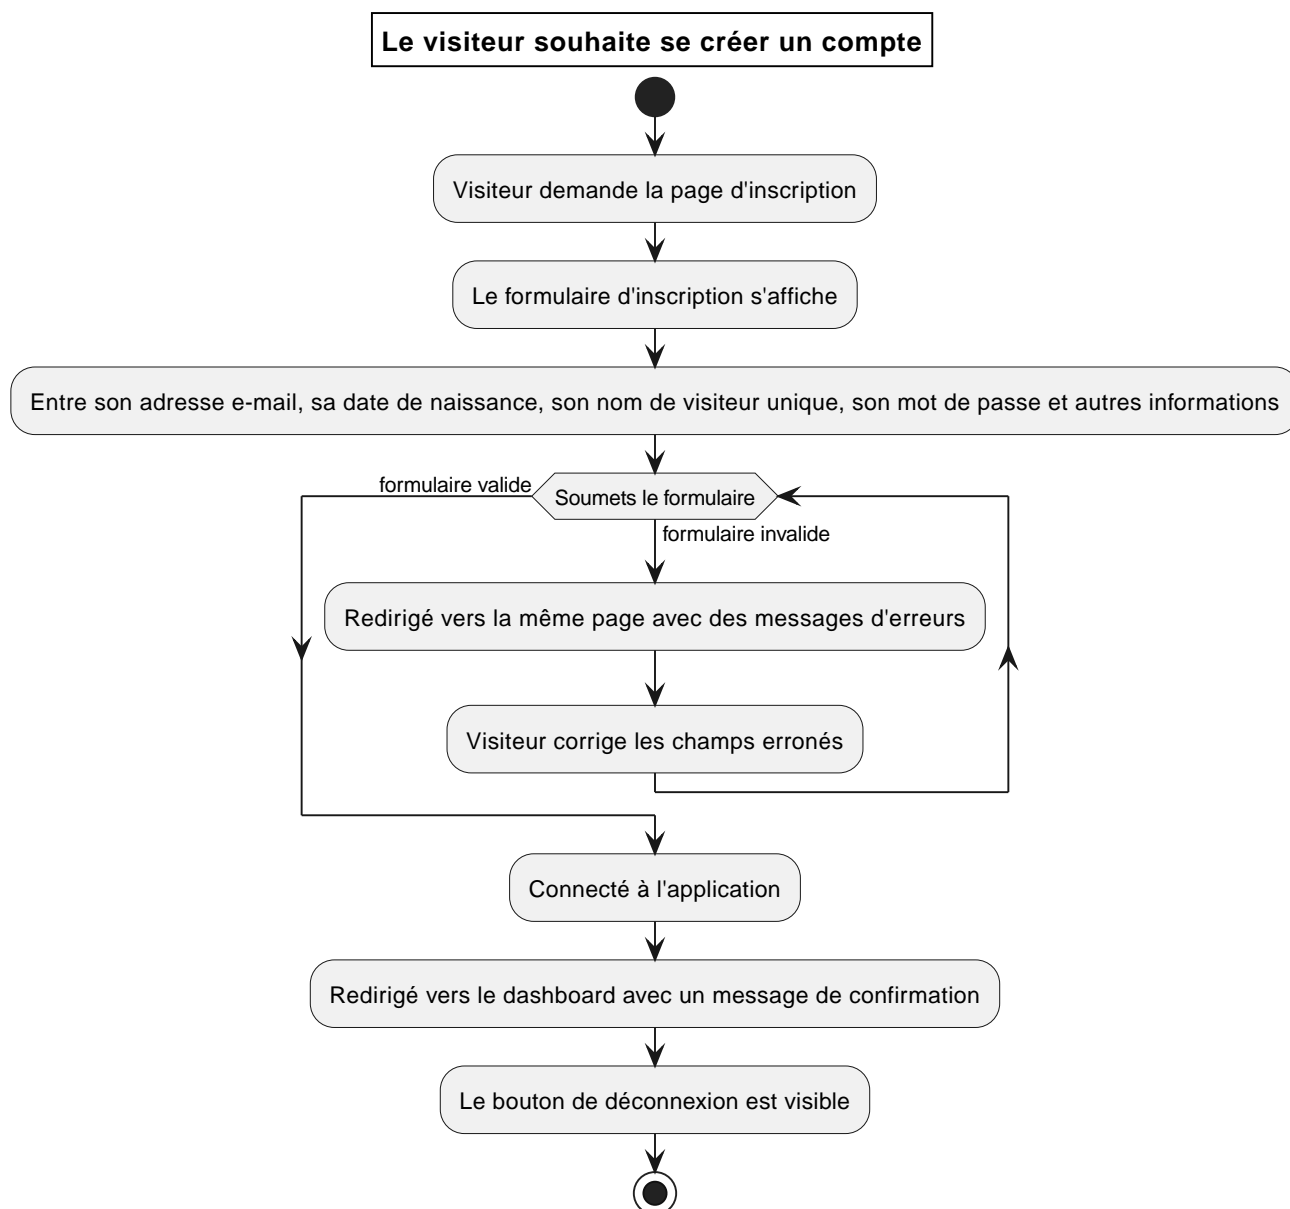 Le visiteur souhaite se créer un compte
Visiteur demande la page d'inscription
Le formulaire d'inscription s'affiche
Entre son adresse e-mail, sa date de naissance, son nom de visiteur unique, son mot de passe et autres informations
formulaire valide
Soumets le formulaire
formulaire invalide
Redirigé vers la même page avec des messages d'erreurs
Visiteur corrige les champs erronés
Connecté à l'application
Redirigé vers le dashboard avec un message de confirmation
Le bouton de déconnexion est visible